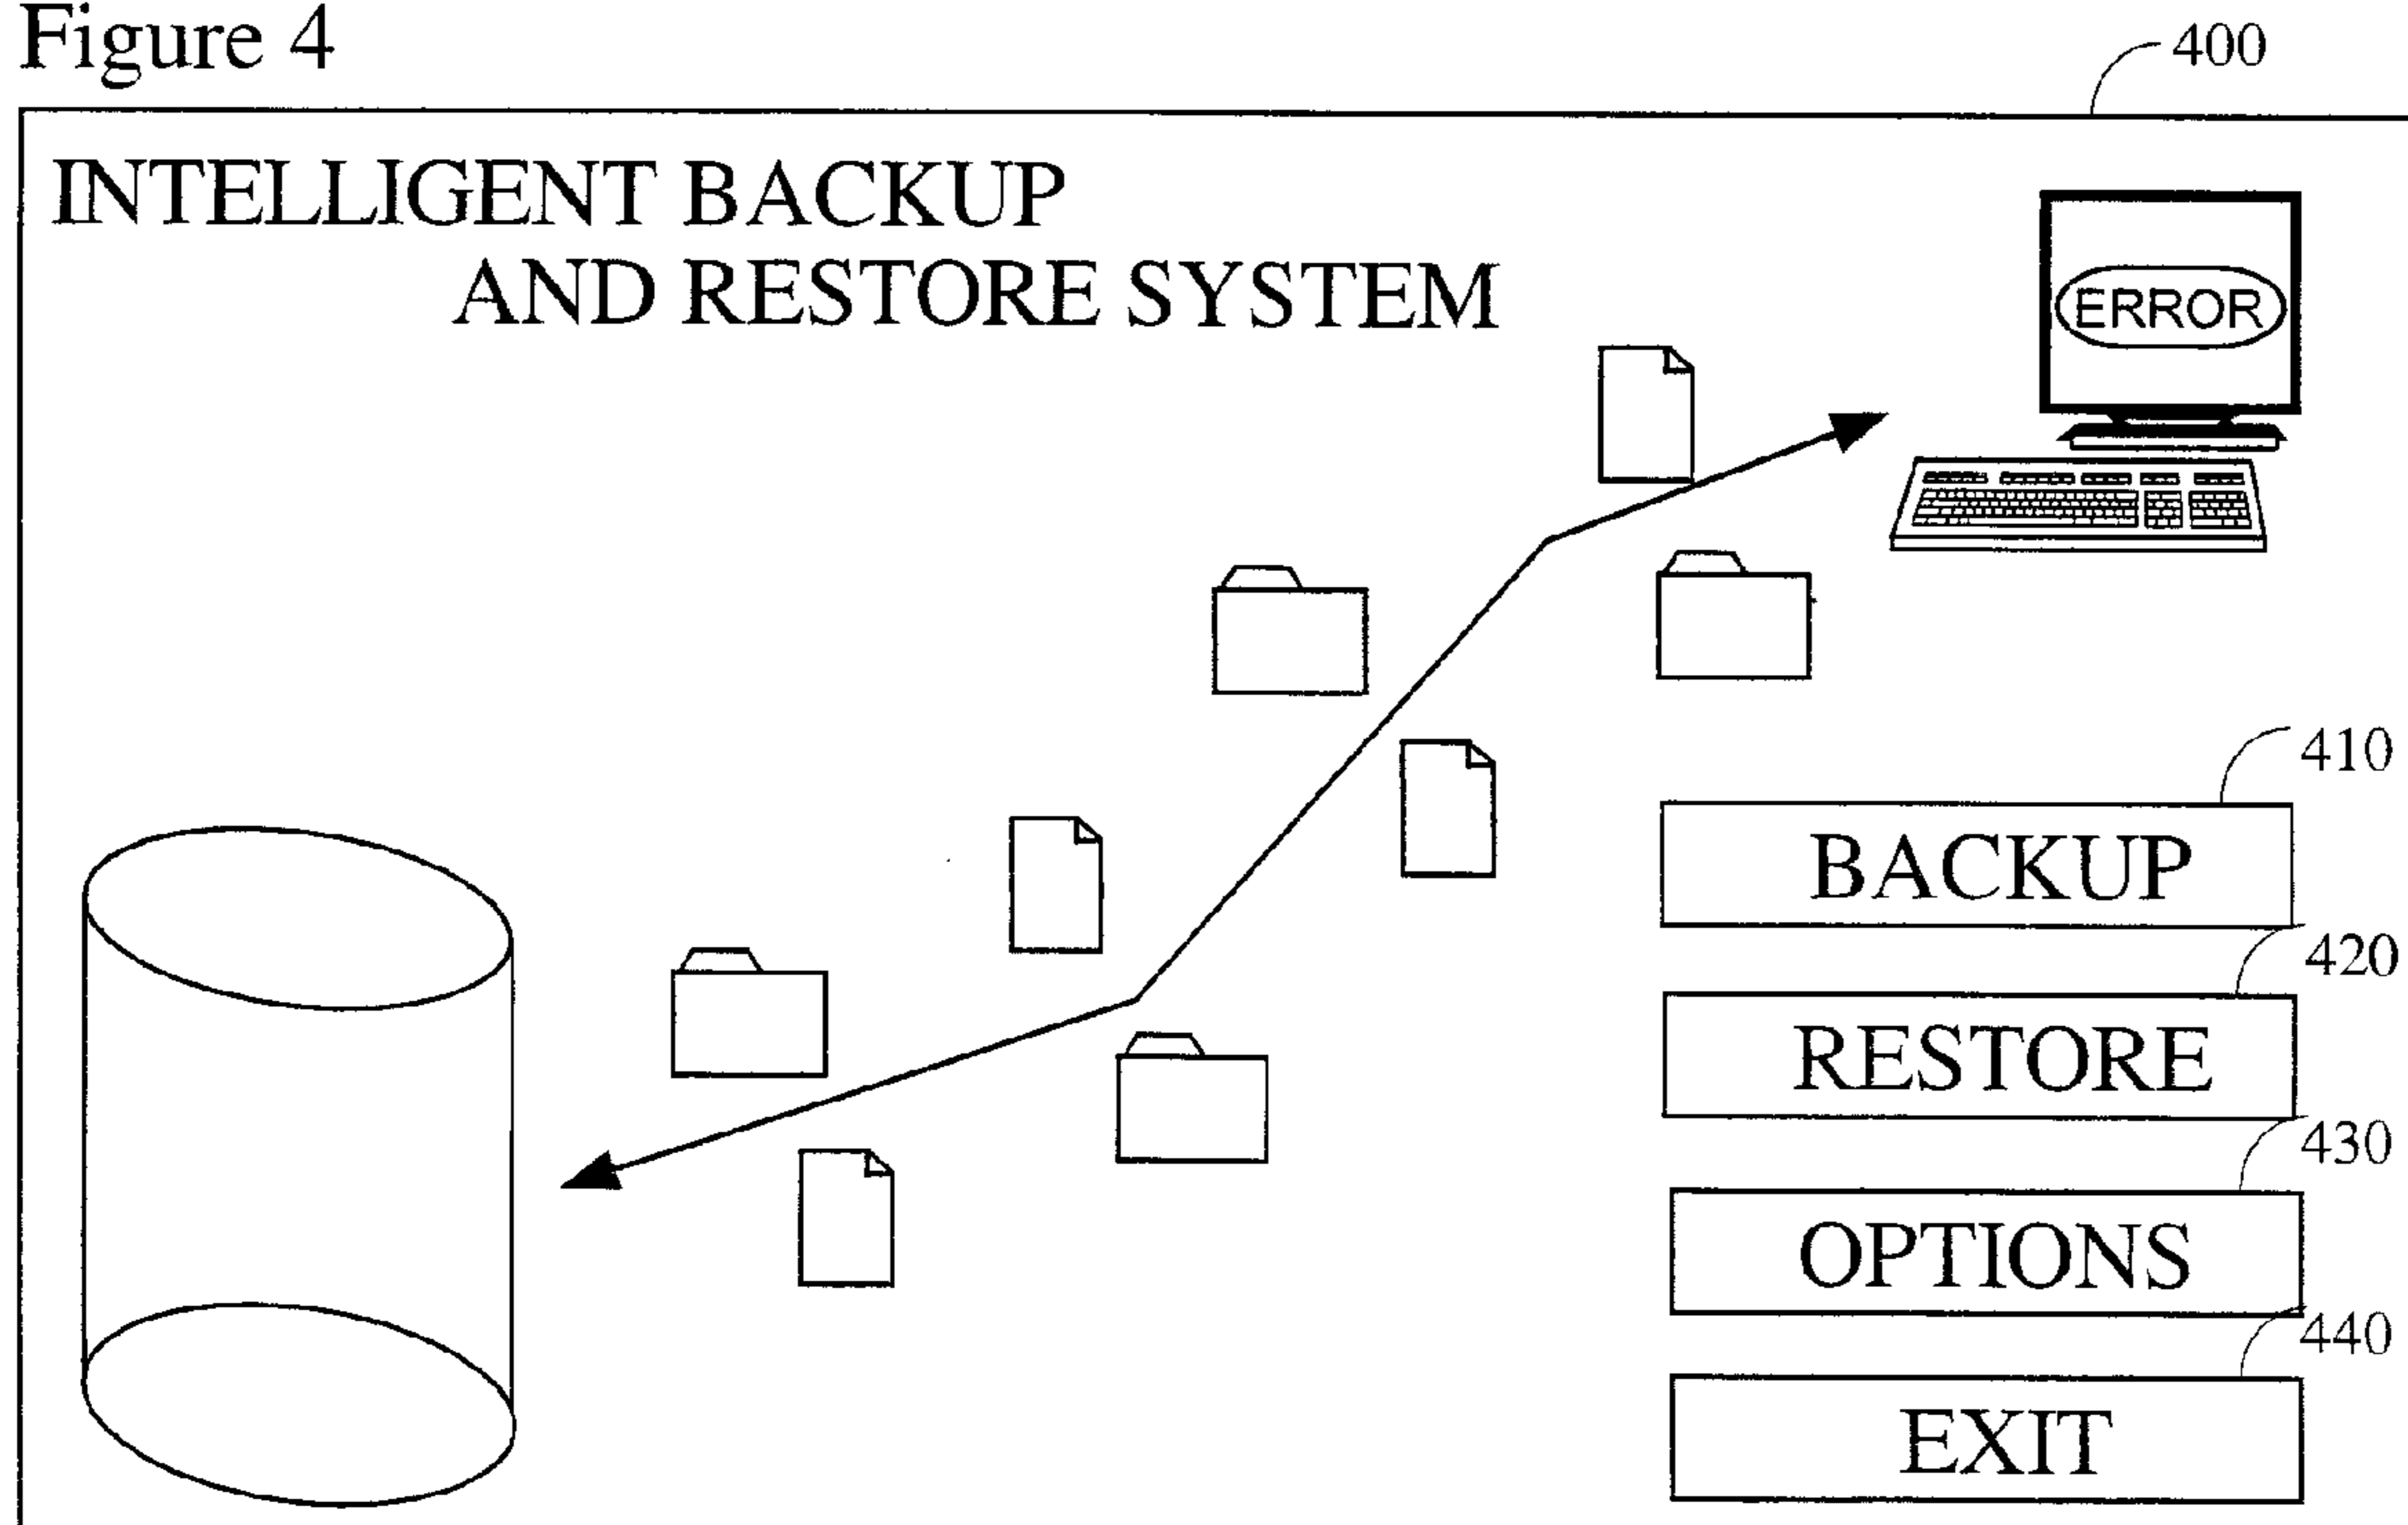 Figure 4
400
INTELLIGENT BACKUP
AND RESTORE SYSTEM
ERROR
410
BACKUP
420
RESTORE
430
OPTIONS
440
EXIT